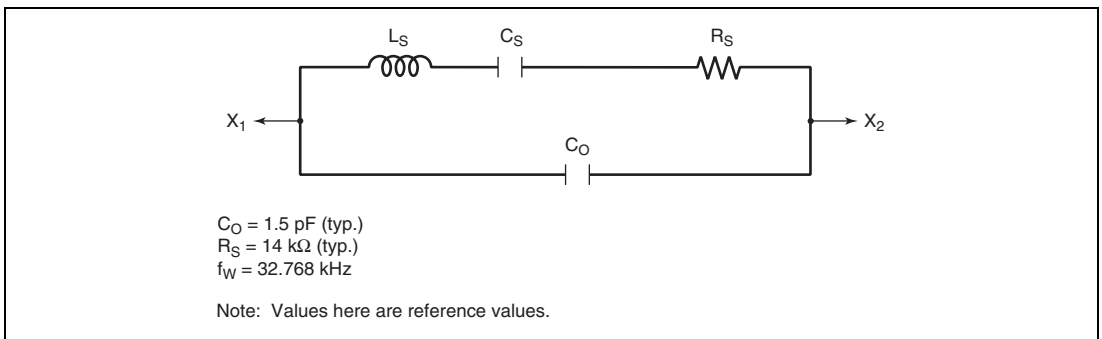 L_S C_S R_S
X_1 X_2
C_O
C_O = 1.5 pF (typ.)
R_S = 14 kΩ (typ.)
f_W = 32.768 kHz
Note: Values here are reference values.